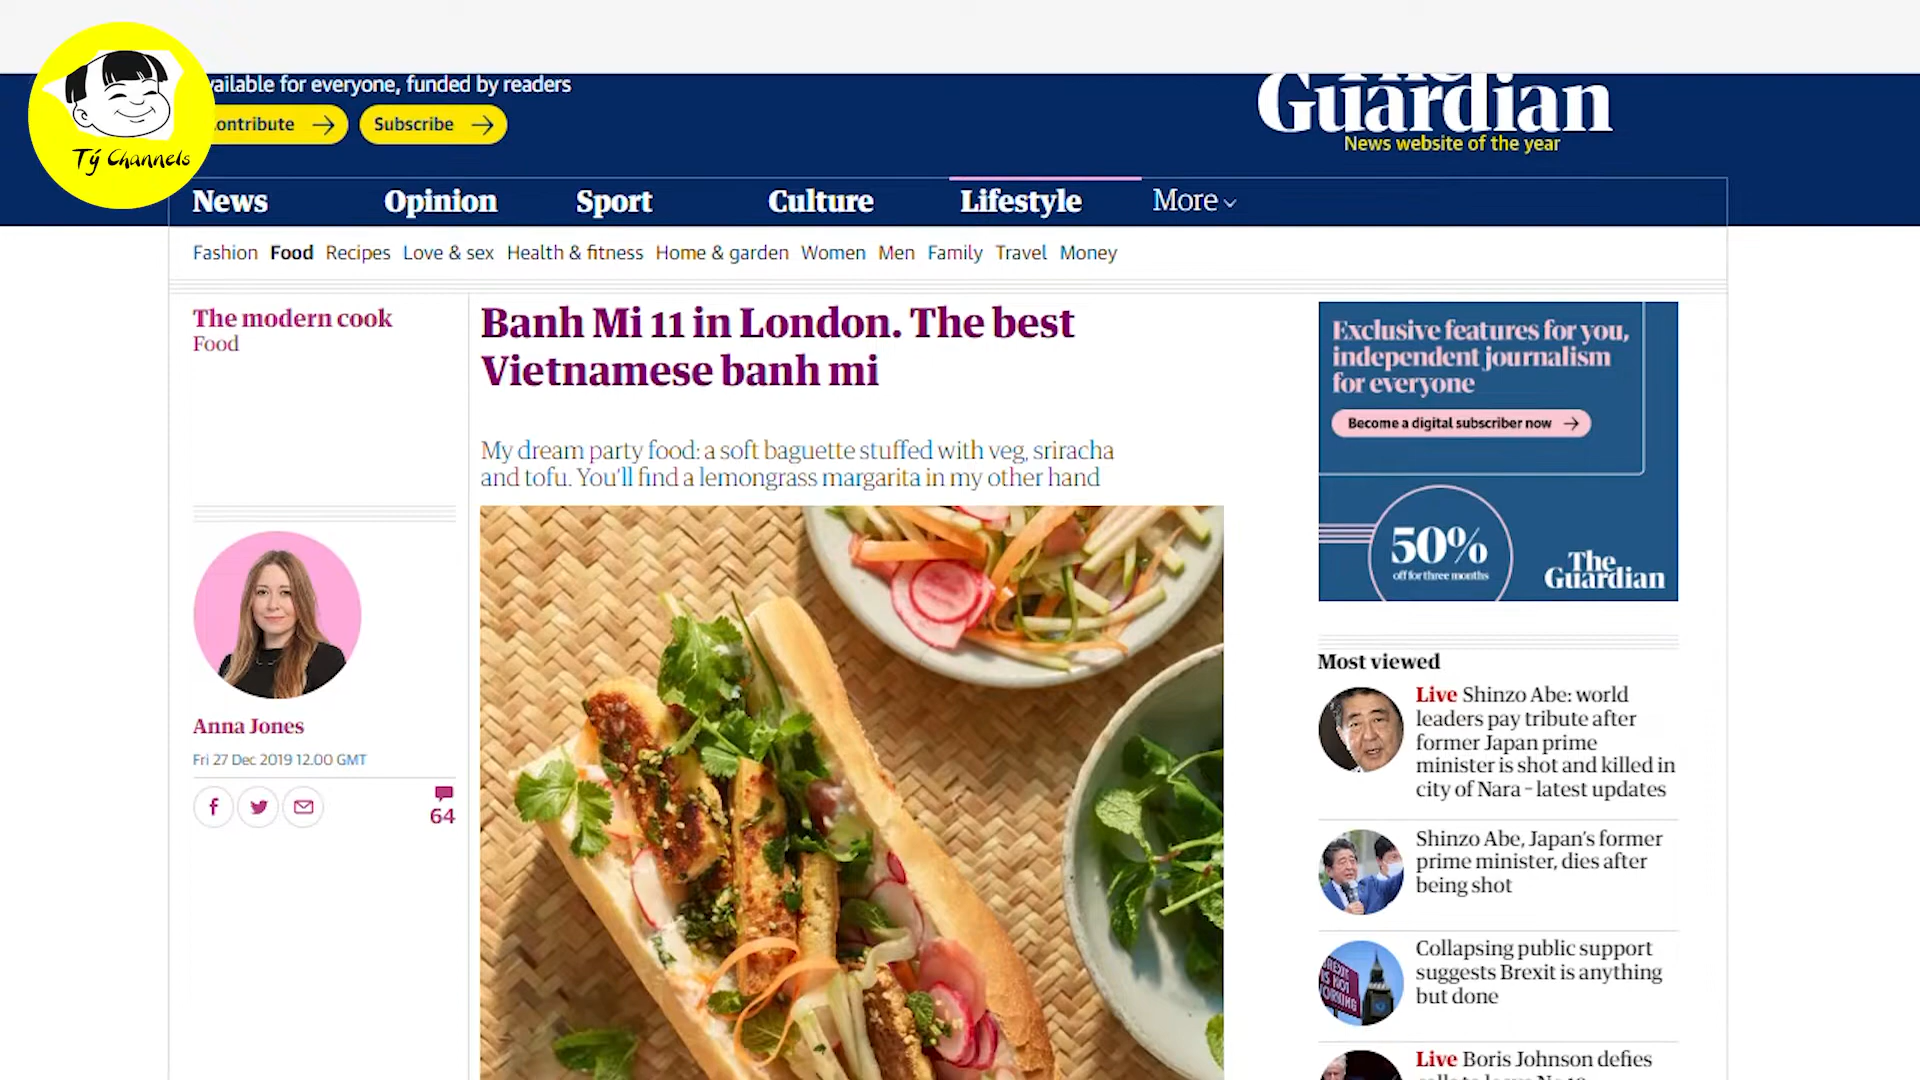 vailable for everyone, funded by readers
ontribute
Subscribe
The
Guardian
News website of the year
Tý Channels
News
Opinion
Sport
Culture
Lifestyle
More
Fashion
Food
Recipes
Love & sex
Health & fitness
Home & garden
Women
Men
Family
Travel
Money
The modern cook
Food
Banh Mi 11 in London. The best
Vietnamese banh mi
My dream party food: a soft baguette stuffed with veg, sriracha
and tofu. You'll find a lemongrass margarita in my other hand
Anna Jones
Fri 27 Dec 2019 12.00 GMT
64
Exclusive features for you,
independent journalism
for everyone
Become a digital subscriber now
50%
off for three months
The
Guardian
Most viewed
Live Shinzo Abe: world
leaders pay tribute after
former Japan prime
minister is shot and killed in
city of Nara – latest updates
Shinzo Abe, Japan's former
prime minister, dies after
being shot
Collapsing public support
suggests Brexit is anything
but done
Live Boris Johnson defies